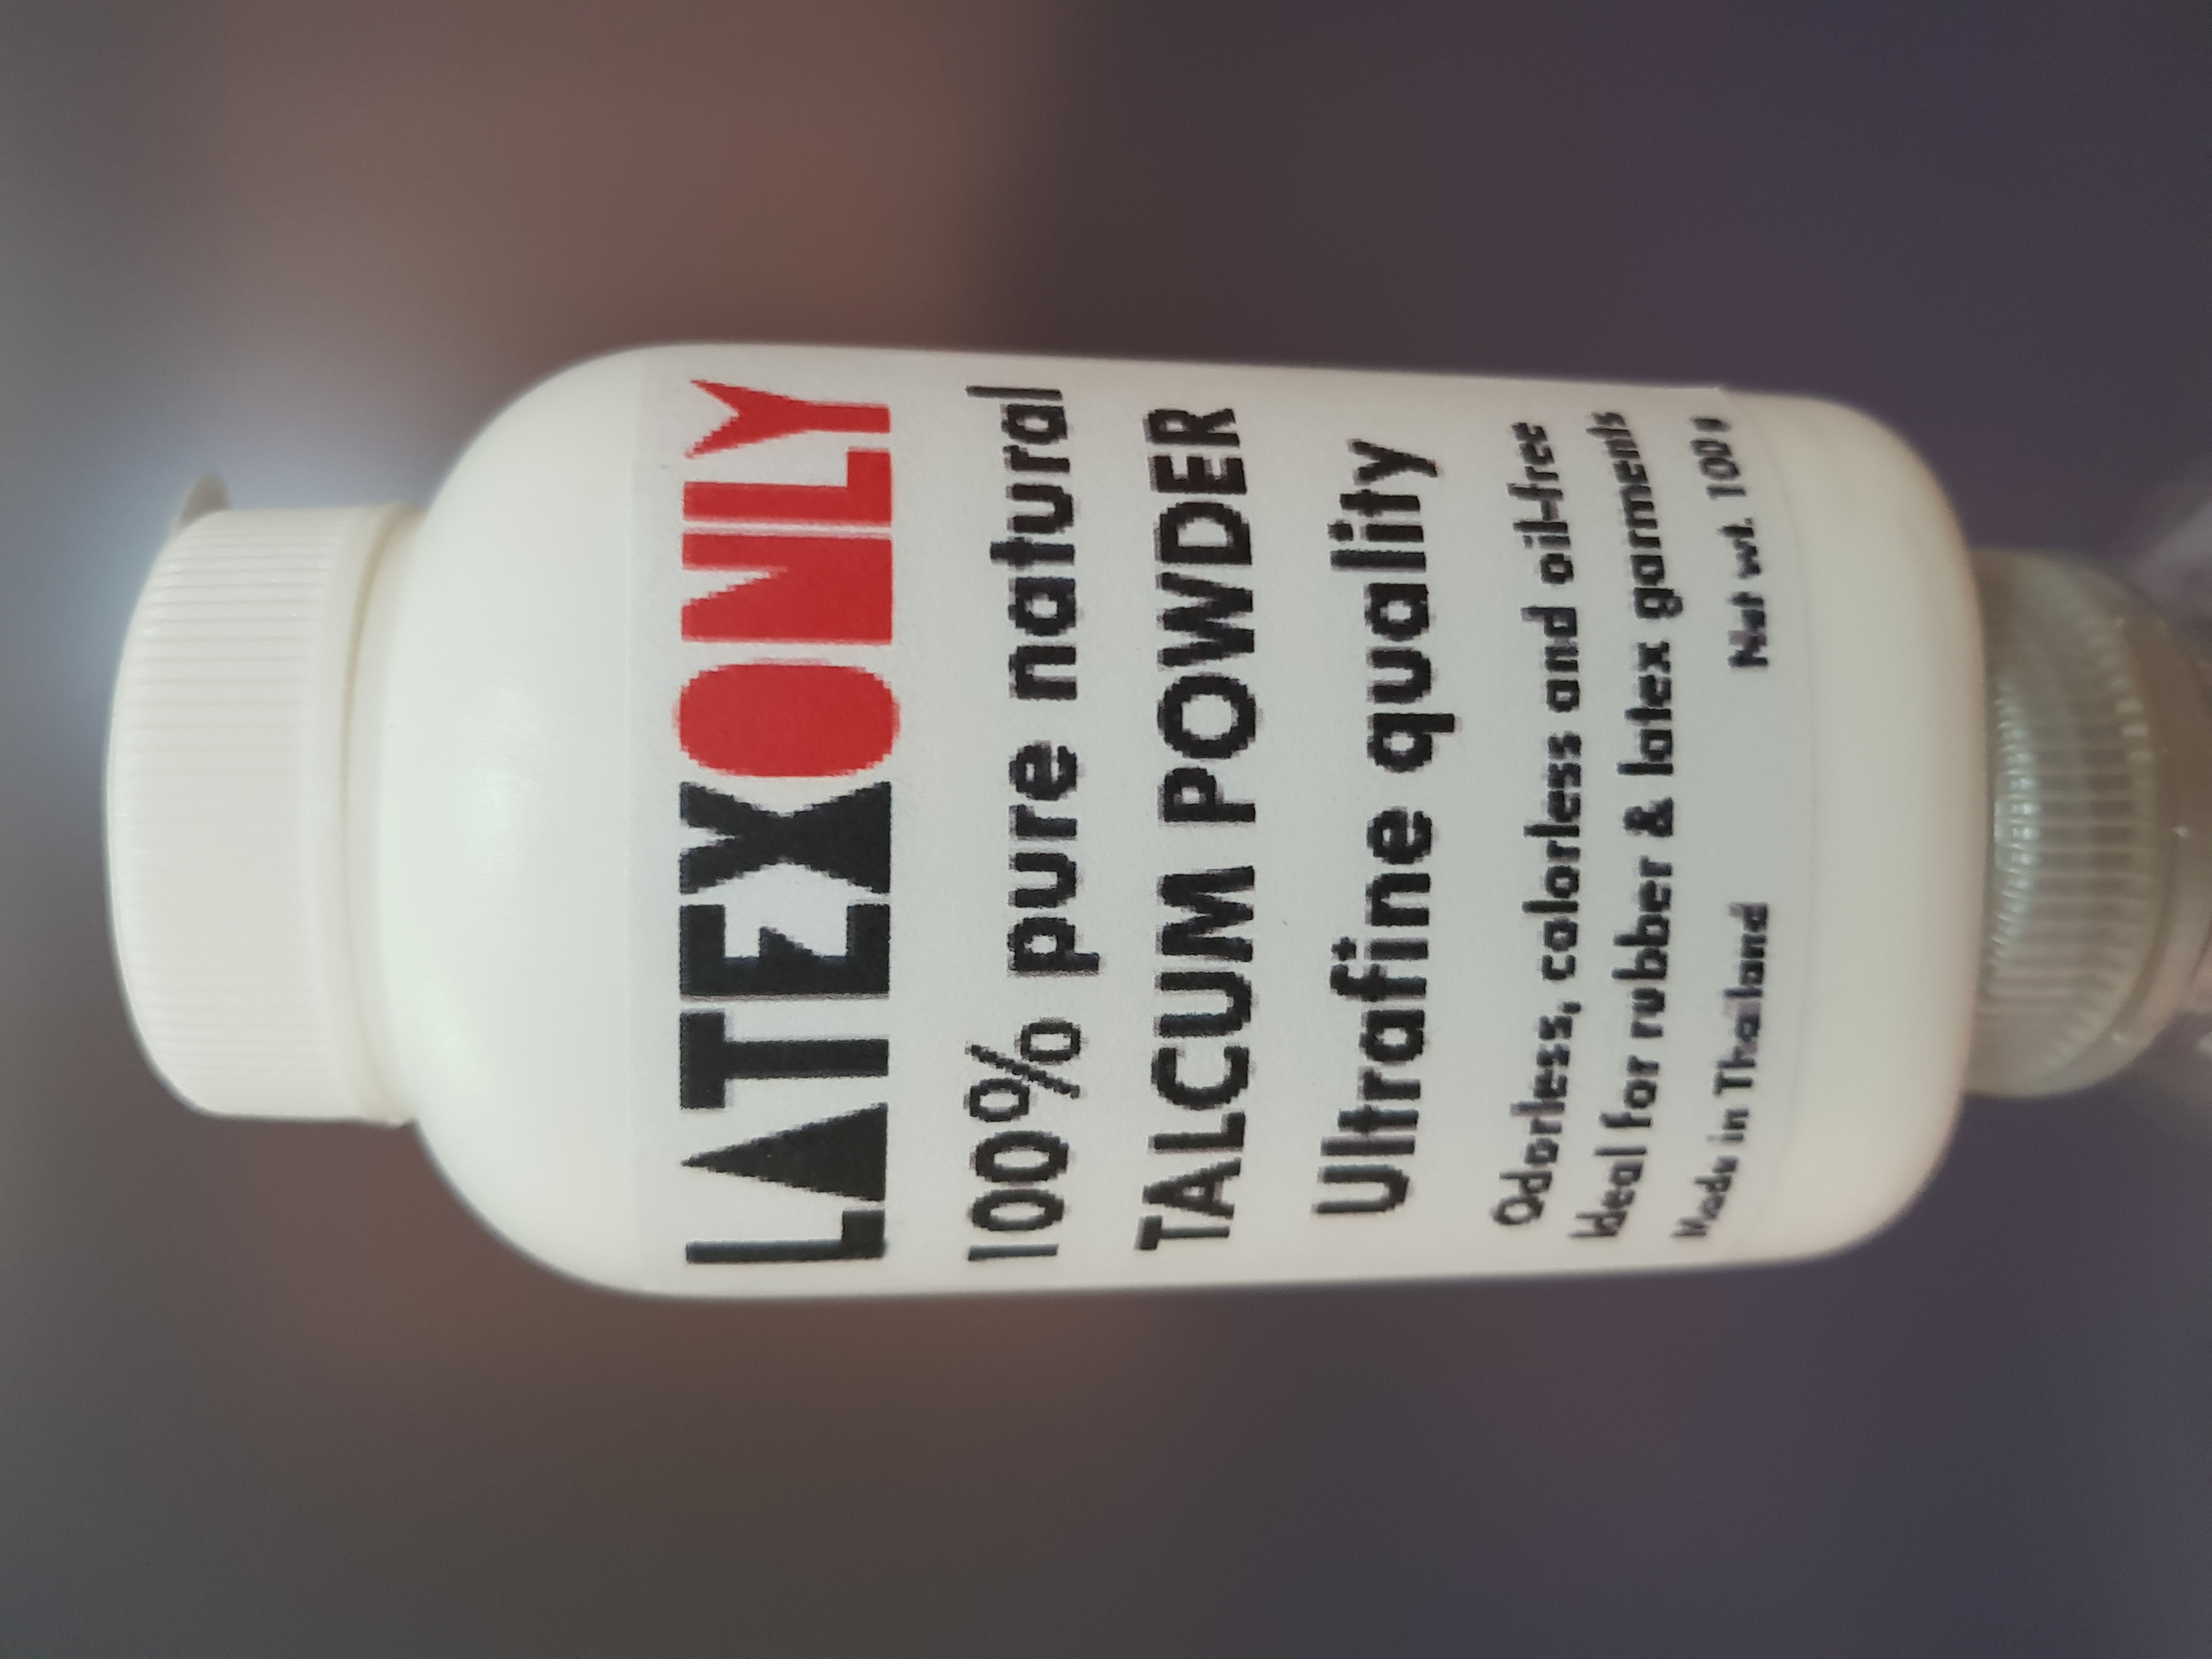 LATEXONLY
100% pure natural
TALCUM POWDER
Ultrafine quality
Odorless, colorless and oil-free
Ideal for rubber & latex garments
Made in Thailand Net wt. 100g